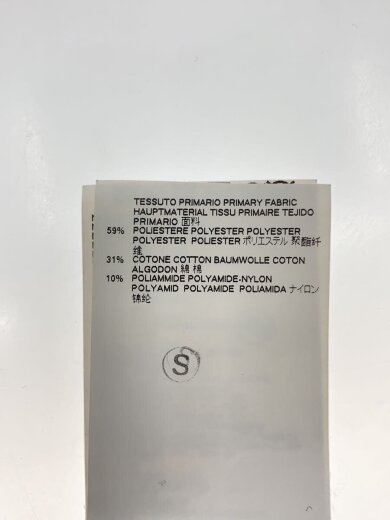 TESSUTO PRIMARIO PRIMARY FABRIC
HAUPTMATERIAL TISSU PRIMAIRE TEJIDO
PRIMARIO 面料
59% POLIESTERE POLYESTER POLYESTER
POLYESTER POLIESTER ポリエステル 聚酯纤
维
31% COTONE COTTON BAUMWOLLE COTON
ALGODON 綿 棉
10% POLIAMMIDE POLYAMIDE-NYLON
POLYAMID POLYAMIDE POLIAMIDA ナイロン
锦纶
S